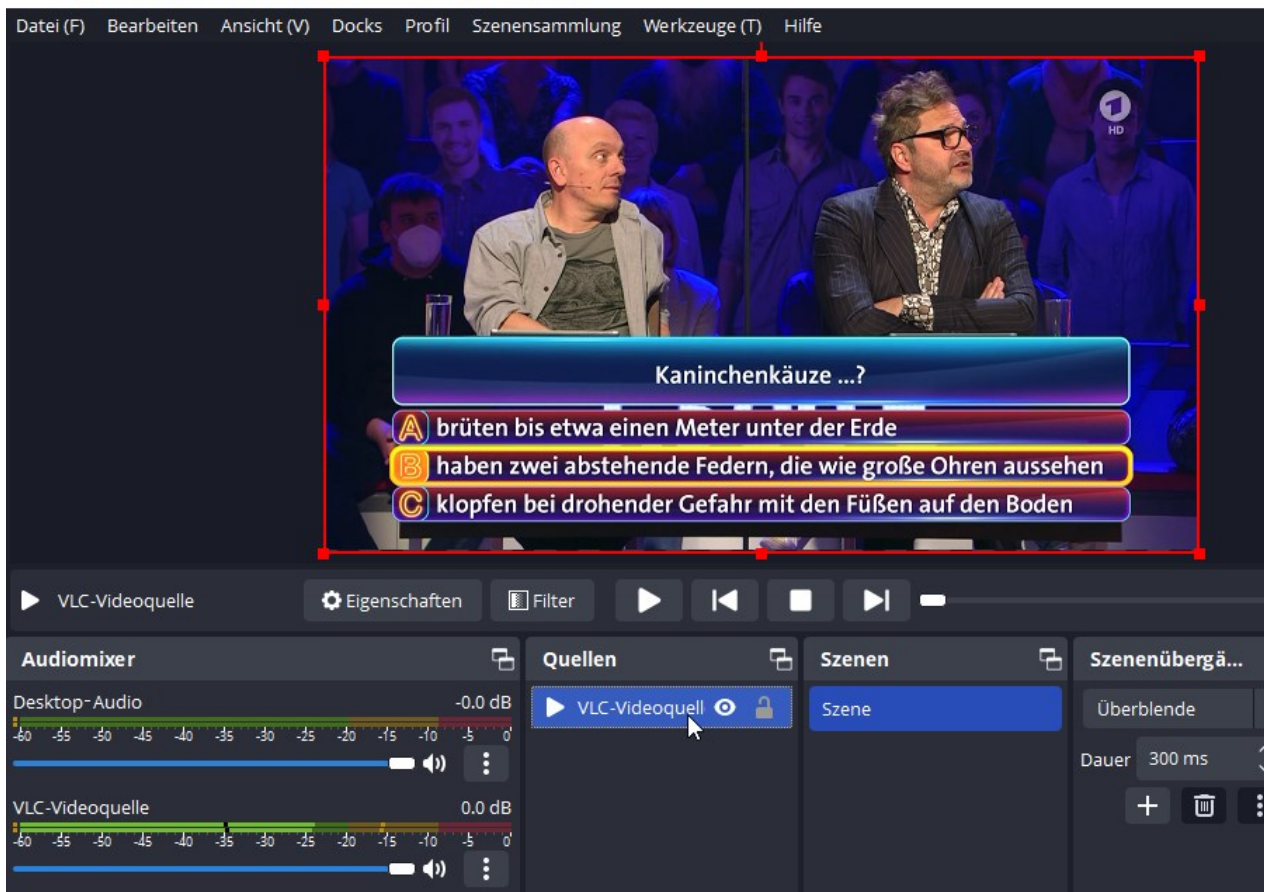 Datei (F) Bearbeiten Ansicht (V) Docks Profil Szenensammlung Werkzeuge (T) Hilfe
1
HD
Kaninchenkäuze ...?
A brüten bis etwa einen Meter unter der Erde
B haben zwei abstehende Federn, die wie große Ohren aussehen
C klopfen bei drohender Gefahr mit den Füßen auf den Boden
VLC-Videoquelle Eigenschaften Filter
Audiomixer Quellen Szenen Szenenübergä...
Desktop-Audio -0.0 dB VLC-Videoquell Szene Überblende
-60 -55 -50 -45 -40 -35 -30 -25 -20 -15 -10 -5 0
Dauer 300 ms
VLC-Videoquelle 0.0 dB
-60 -55 -50 -45 -40 -35 -30 -25 -20 -15 -10 -5 0